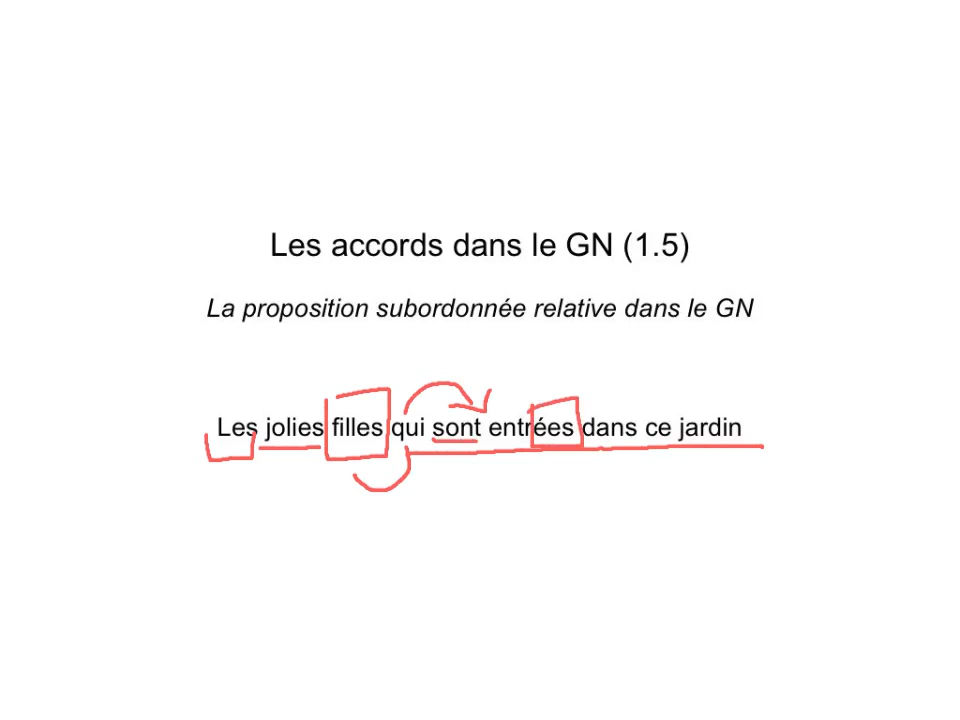 Les accords dans le GN (1.5)
La proposition subordonnée relative dans le GN
Les jolies filles qui sont entrées dans ce jardin